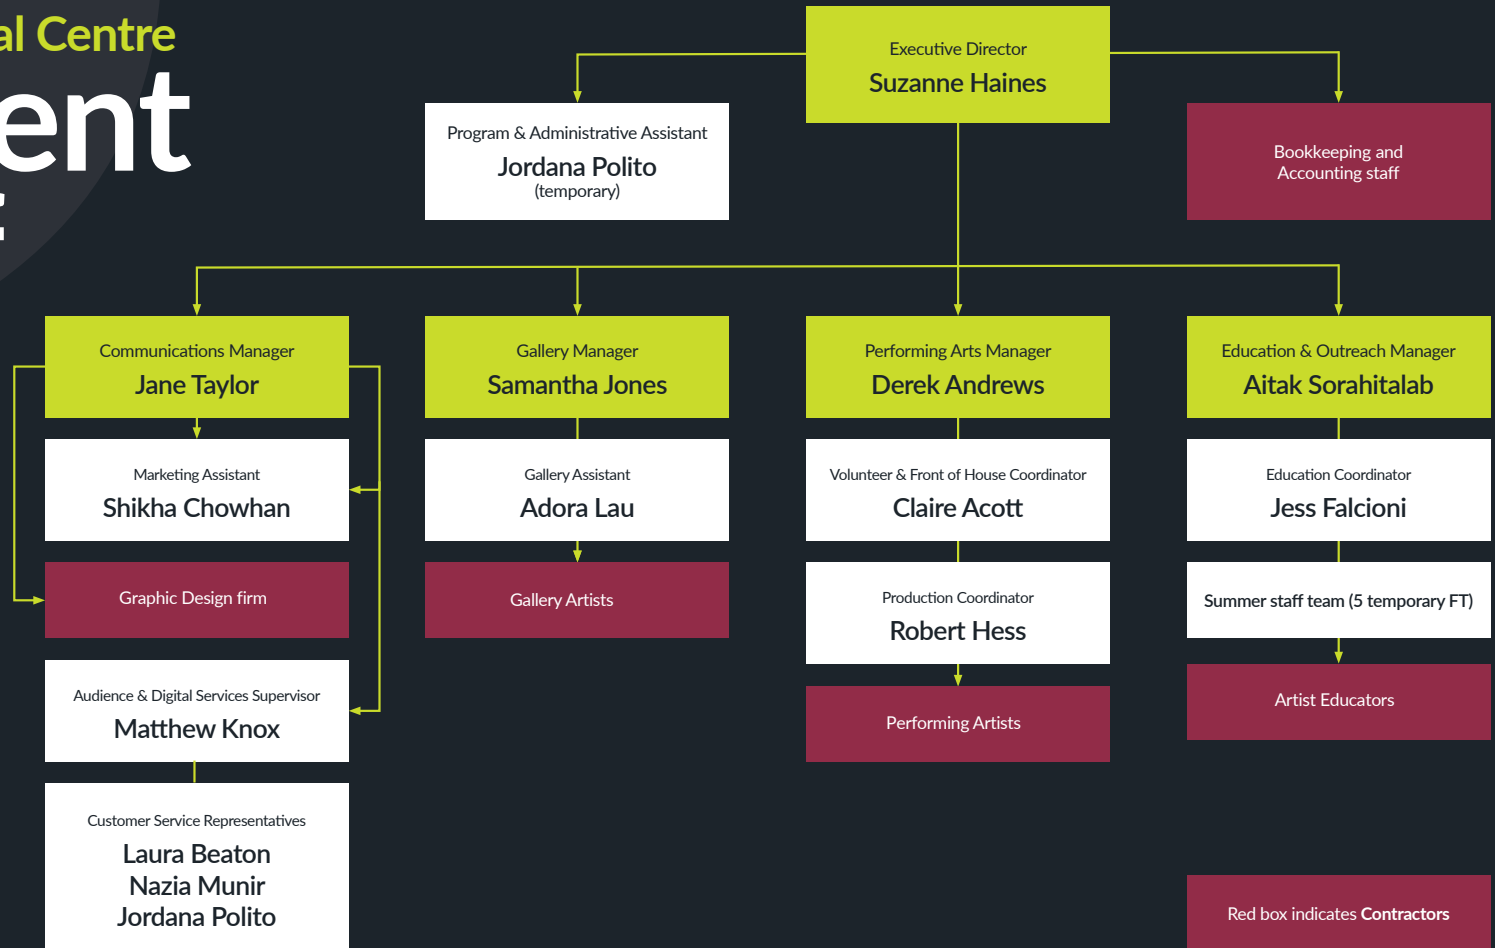 al Centre
ent
Executive Director
Suzanne Haines
Program & Administrative Assistant
Jordana Polito
(temporary)
Bookkeeping and
Accounting staff
Communications Manager
Jane Taylor
Gallery Manager
Samantha Jones
Performing Arts Manager
Derek Andrews
Education & Outreach Manager
Aitak Sorahitalab
Marketing Assistant
Shikha Chowhan
Gallery Assistant
Adora Lau
Volunteer & Front of House Coordinator
Claire Acott
Education Coordinator
Jess Falcioni
Graphic Design firm
Gallery Artists
Production Coordinator
Robert Hess
Summer staff team (5 temporary FT)
Audience & Digital Services Supervisor
Matthew Knox
Performing Artists
Artist Educators
Customer Service Representatives
Laura Beaton
Nazia Munir
Jordana Polito
Red box indicates Contractors